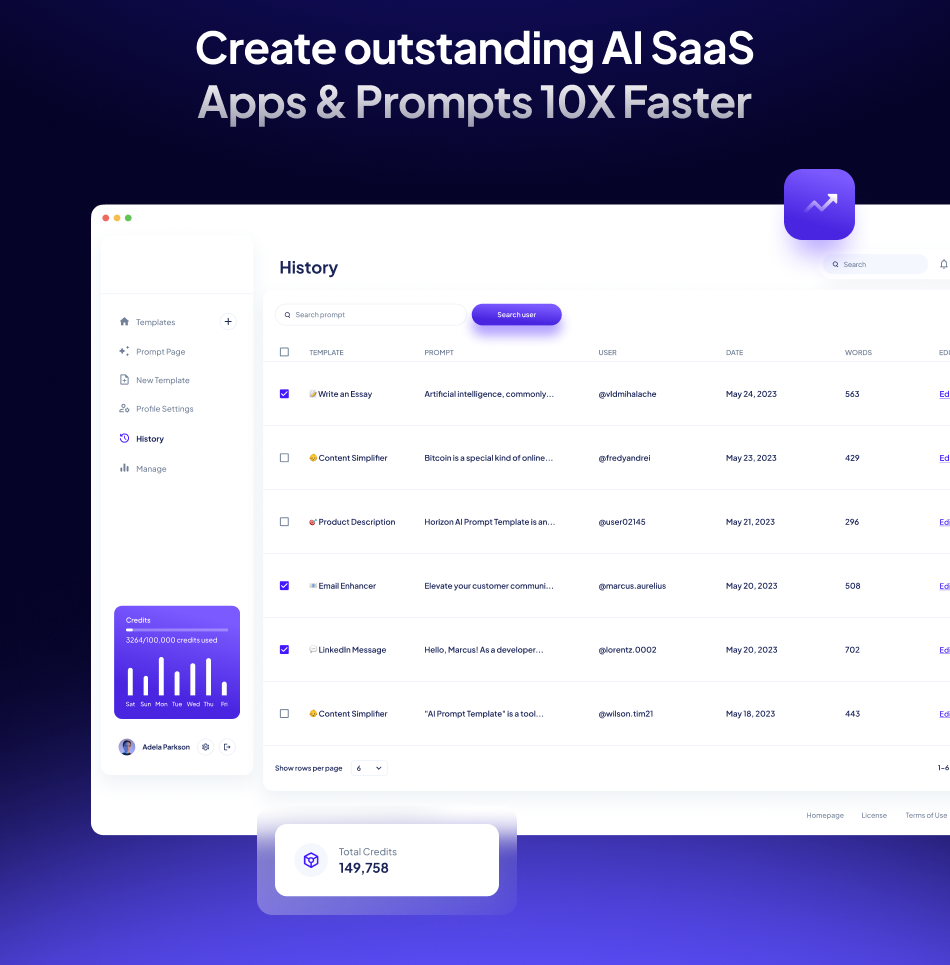 Create outstanding AI SaaS
Apps & Prompts 10X Faster
History
Search
Templates
Prompt Page
New Template
Profile Settings
History
Manage
Search prompt
Search user
TEMPLATE PROMPT USER DATE WORDS EDI
Write an Essay Artificial intelligence, commonly... @vldmihalache May 24, 2023 563 Ed
Content Simplifier Bitcoin is a special kind of online... @fredyandrei May 23, 2023 429 Ed
Product Description Horizon AI Prompt Template is an... @user02145 May 21, 2023 296 Edi
Email Enhancer Elevate your customer communi... @marcus.aurelius May 20, 2023 508 Edi
LinkedIn Message Hello, Marcus! As a developer... @lorentz.0002 May 20, 2023 702 Edi
Content Simplifier "AI Prompt Template" is a tool... @wilson.tim21 May 18, 2023 443 Edi
Credits
3264/100.000 credits used
Sat Sun Mon Tue Wed Thu Fri
Adela Parkson
Show rows per page 6
1-6
Homepage License Terms of Use
Total Credits
149,758